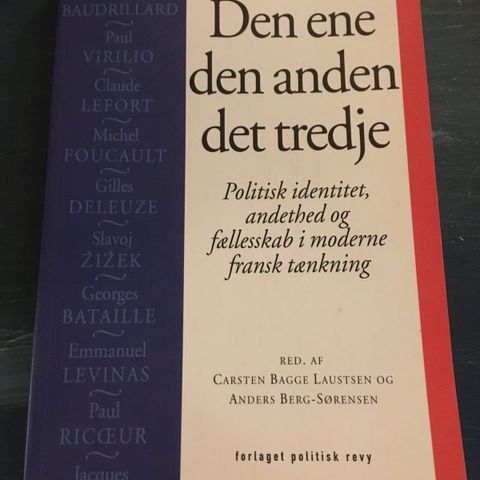 BAUDRILLARD
Paul
VIRILIO
Claude
LEFORT
Michel
FOUCAULT
Gilles
DELEUZE
Slavoj
ŽIŽEK
Georges
BATAILLE
Emmanuel
LEVINAS
Paul
RICŒUR
Jacques
Den ene
den anden
det tredje
Politisk identitet,
andethed og
fællesskab i moderne
fransk tænkning
RED. AF
CARSTEN BAGGE LAUSTSEN OG
ANDERS BERG-SØRENSEN
forlaget politisk revy